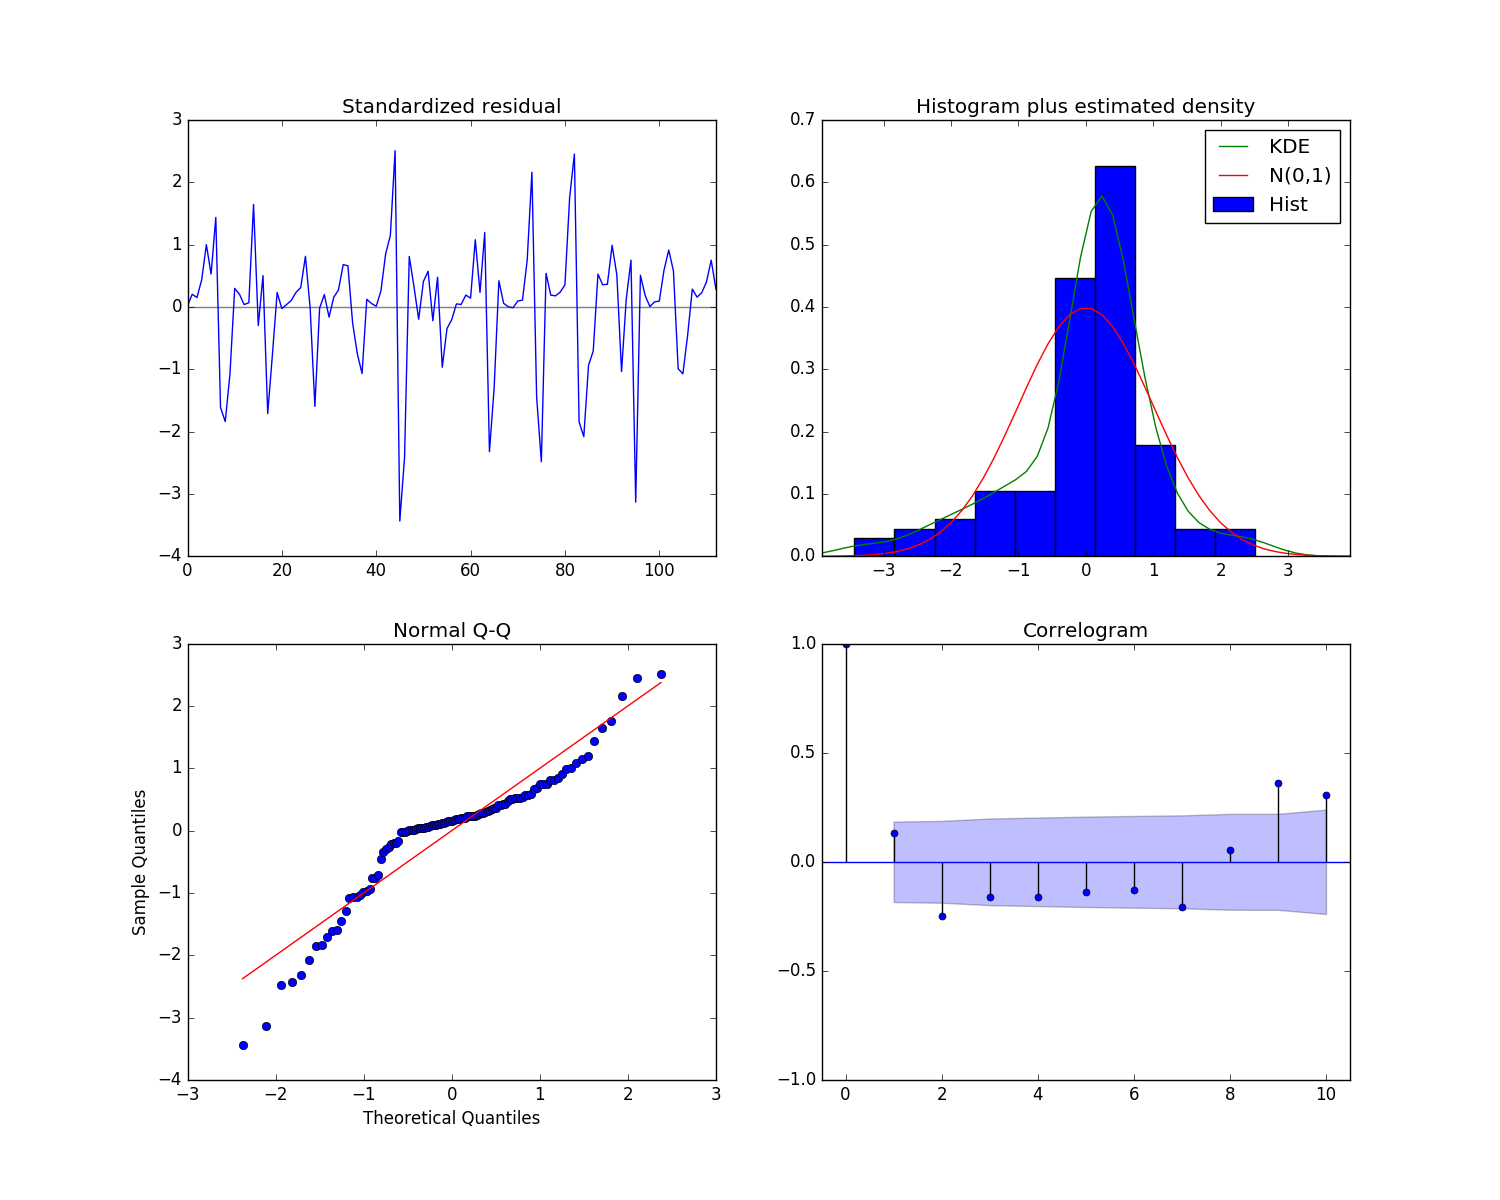 Standardized residual
3
2
1
0
−1
−2
−3
−4
0 20 40 60 80 100
Histogram plus estimated density
0.7
0.6
0.5
0.4
0.3
0.2
0.1
0.0
−3 −2 −1 0 1 2 3
KDE
N(0,1)
Hist
Normal Q-Q
3
2
1
0
−1
−2
−3
−4
−3 −2 −1 0 1 2 3
Sample Quantiles
Theoretical Quantiles
Correlogram
1.0
0.5
0.0
−0.5
−1.0
0 2 4 6 8 10